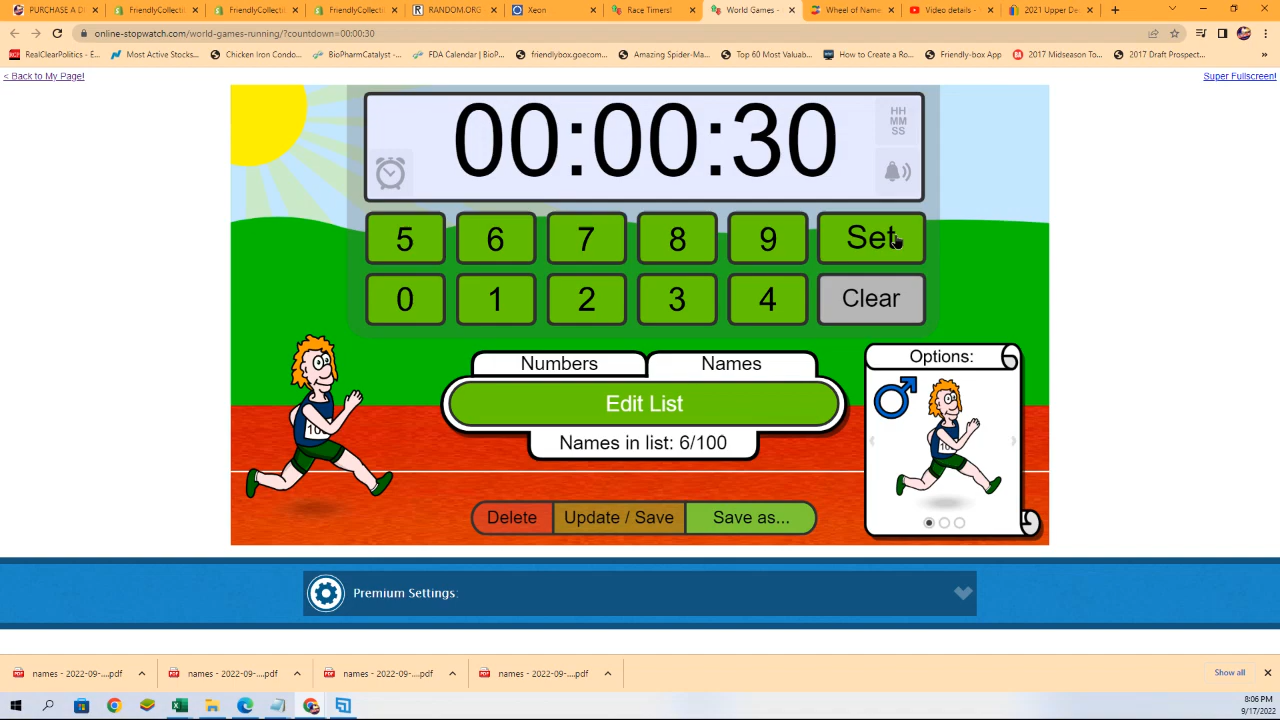 PURCHASE A D
FriendlyCollecti
FriendlyCollecti
FriendlyCollecti
RANDOM.ORG
Xeon
Race Timers!
World Games -
Wheel of Name
Video details -
2021 Upper De
online-stopwatch.com/world-games-running/?countdown=00:00:30
RealClearPolitics - E...
Most Active Stocks...
Chicken Iron Condo...
BioPharmCatalyst -...
FDA Calendar | BioP...
friendlybox.goecom...
Amazing Spider-Ma...
Top 60 Most Valuab...
How to Create a Ro...
Friendly-box App
2017 Midseason To...
2017 Draft Prospect...
< Back to My Page!
Super Fullscreen!
00:00:30
HH
MM
SS
5 6 7 8 9 Set
0 1 2 3 4 Clear
Numbers
Names
Edit List
Names in list: 6/100
Options:
Delete
Update / Save
Save as...
Premium Settings:
names - 2022-09-....pdf
names - 2022-09-....pdf
names - 2022-09-....pdf
names - 2022-09-....pdf
Show all
8:06 PM
9/17/2022